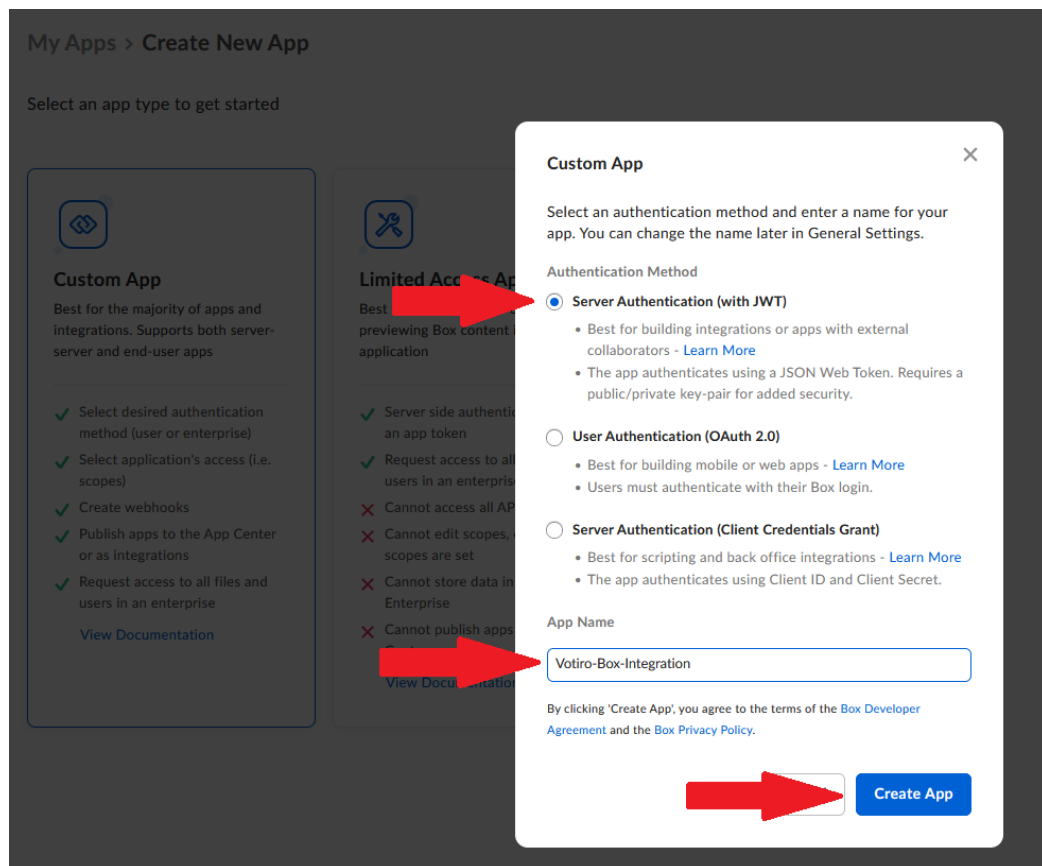 My Apps > Create New App
Select an app type to get started
Custom App
Best for the majority of apps and
integrations. Supports both server-
server and end-user apps
Select desired authentication
method (user or enterprise)
Select application's access (i.e.
scopes)
Create webhooks
Publish apps to the App Center
or as integrations
Request access to all files and
users in an enterprise
View Documentation
Limited Access Ap
Best
previewing Box content
application
Server side authentic
an app token
Request access to all
users in an enterpris
Cannot access all AP
Cannot edit scopes,
scopes are set
Cannot store data in
Enterprise
Cannot publish apps
View Documentation
Custom App
Select an authentication method and enter a name for your
app. You can change the name later in General Settings.
Authentication Method
Server Authentication (with JWT)
• Best for building integrations or apps with external
collaborators - Learn More
• The app authenticates using a JSON Web Token. Requires a
public/private key-pair for added security.
User Authentication (OAuth 2.0)
• Best for building mobile or web apps - Learn More
• Users must authenticate with their Box login.
Server Authentication (Client Credentials Grant)
• Best for scripting and back office integrations - Learn More
• The app authenticates using Client ID and Client Secret.
App Name
Votiro-Box-Integration
By clicking 'Create App', you agree to the terms of the Box Developer
Agreement and the Box Privacy Policy.
Create App